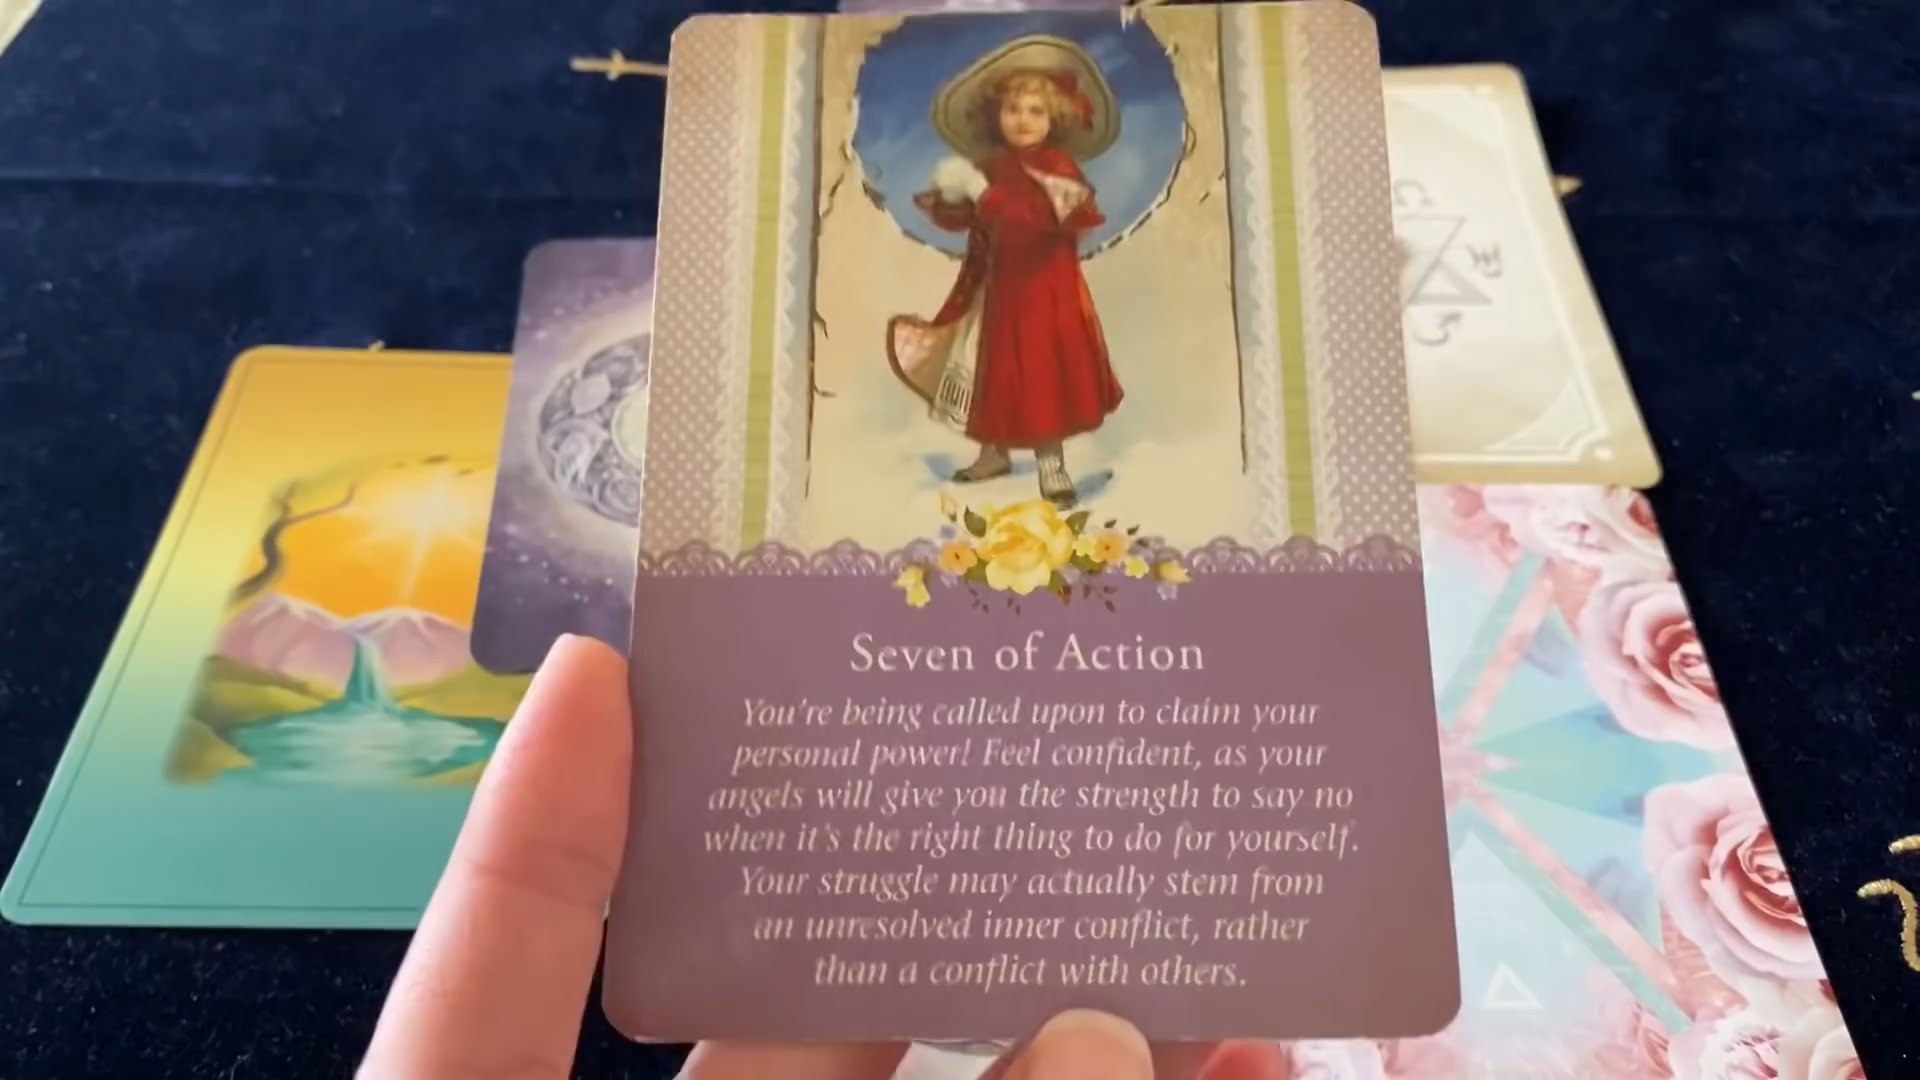 Seven of Action
You're being called upon to claim your
personal power! Feel confident, as your
angels will give you the strength to say no
when it's the right thing to do for yourself.
Your struggle may actually stem from
an unresolved inner conflict, rather
than a conflict with others.